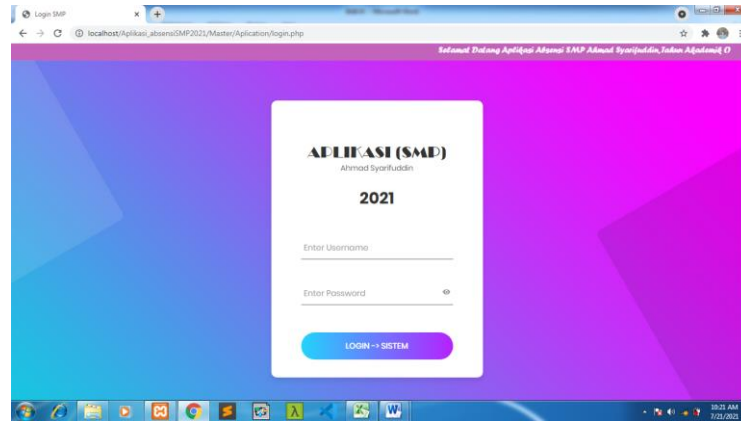 Login SMP
localhost/Aplikasi_absensiSMP2021/Master/Aplication/login.php
Selamat Datang Aplikasi Absensi SMP Ahmad Syarifuddin,Tahun Akademik O
APLIKASI (SMP)
Ahmad Syarifuddin
2021
Enter Username
Enter Password
LOGIN -> SISTEM
10:21 AM
7/21/2021